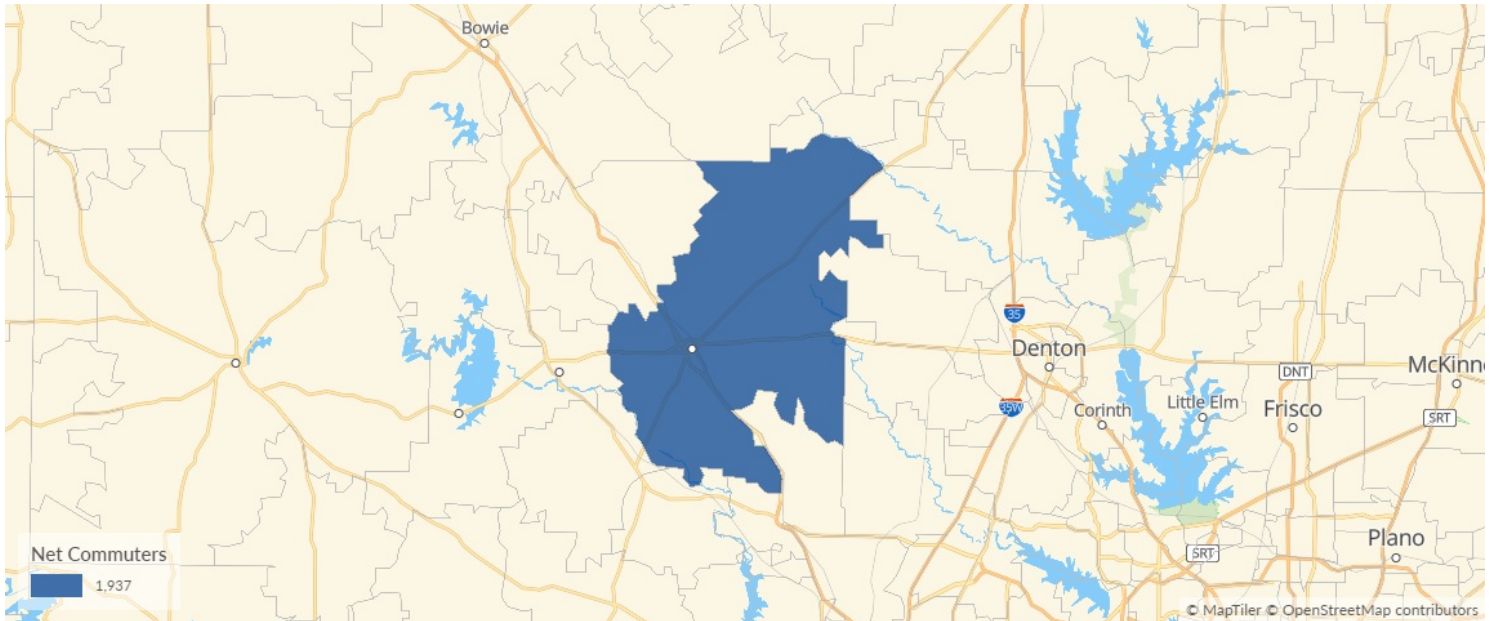 Bowie
35
Denton
McKinne
DNT
35W
Corinth
Little Elm
Frisco
SRT
Plano
SRT
Net Commuters
1,937
© MapTiler © OpenStreetMap contributors